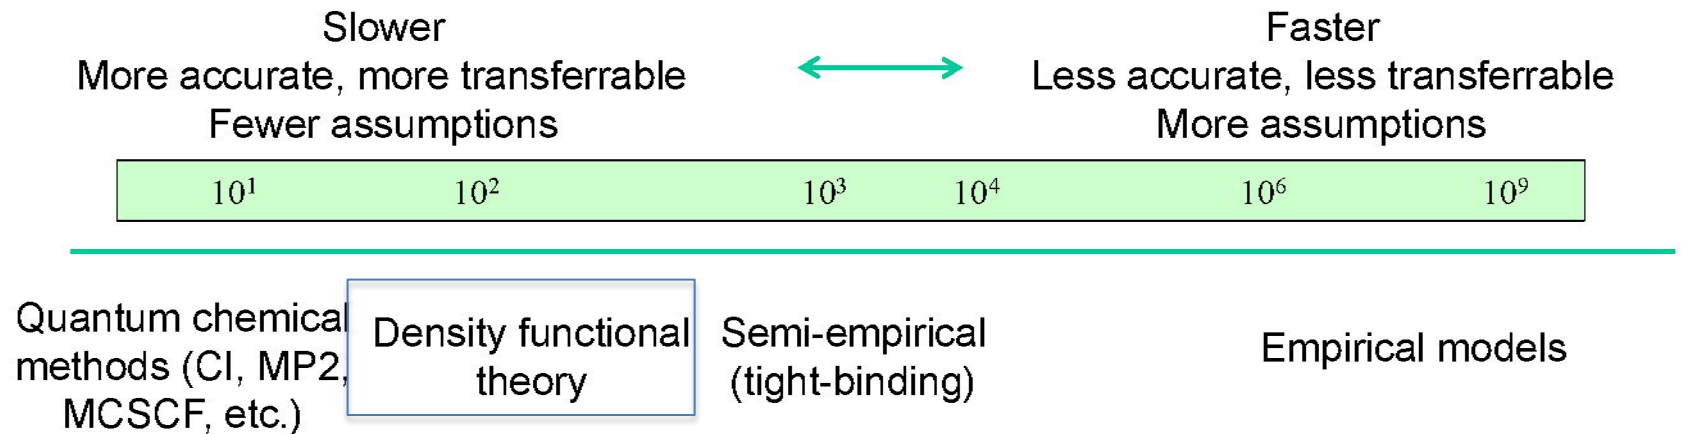 Slower
More accurate, more transferrable
Fewer assumptions
Faster
Less accurate, less transferrable
More assumptions
10¹ 10² 10³ 10⁴ 10⁶ 10⁹
Quantum chemical
methods (CI, MP2,
MCSCF, etc.)
Density functional
theory
Semi-empirical
(tight-binding)
Empirical models